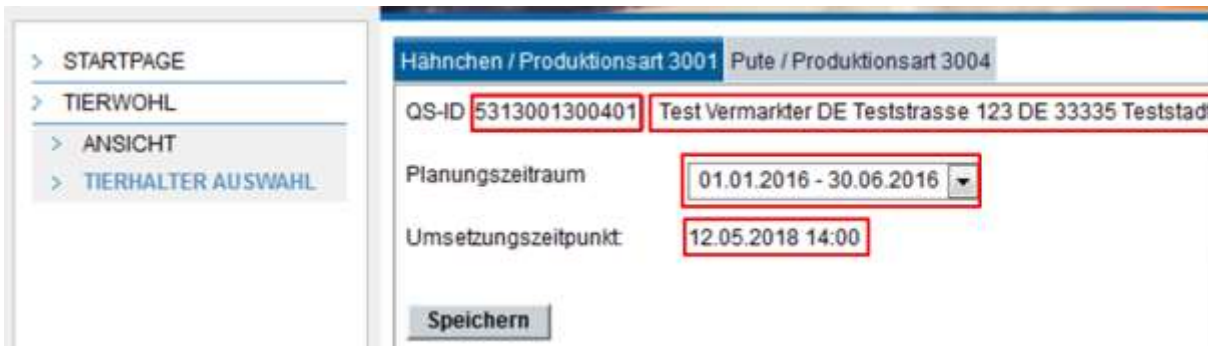 STARTPAGE
TIERWOHL
ANSICHT
TIERHALTER AUSWAHL
Hähnchen / Produktionsart 3001 Pute / Produktionsart 3004
QS-ID 5313001300401 Test Vermarkter DE Teststrasse 123 DE 33335 Teststadt
Planungszeitraum 01.01.2016 - 30.06.2016
Umsetzungszeitpunkt: 12.05.2018 14:00
Speichern